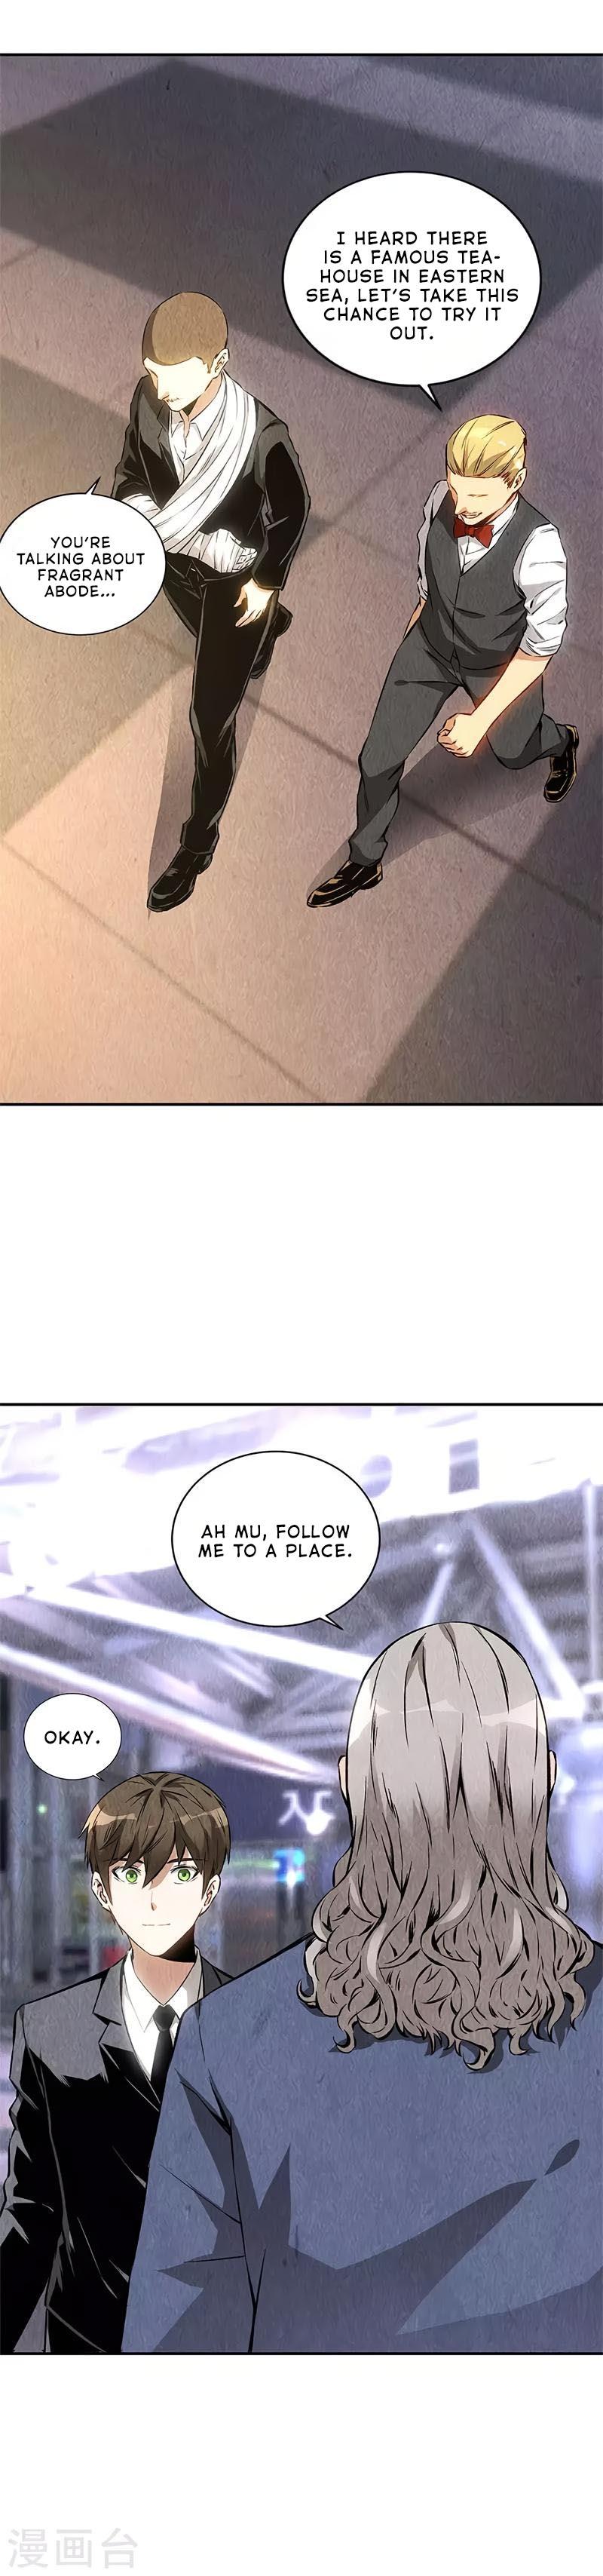 I HEARD THERE
IS A FAMOUS TEA-
HOUSE IN EASTERN
SEA, LET'S TAKE THIS
CHANCE TO TRY IT
OUT.
YOU'RE
TALKING ABOUT
FRAGRANT
ABODE...
AH MU, FOLLOW
ME TO A PLACE.
OKAY.
漫画台